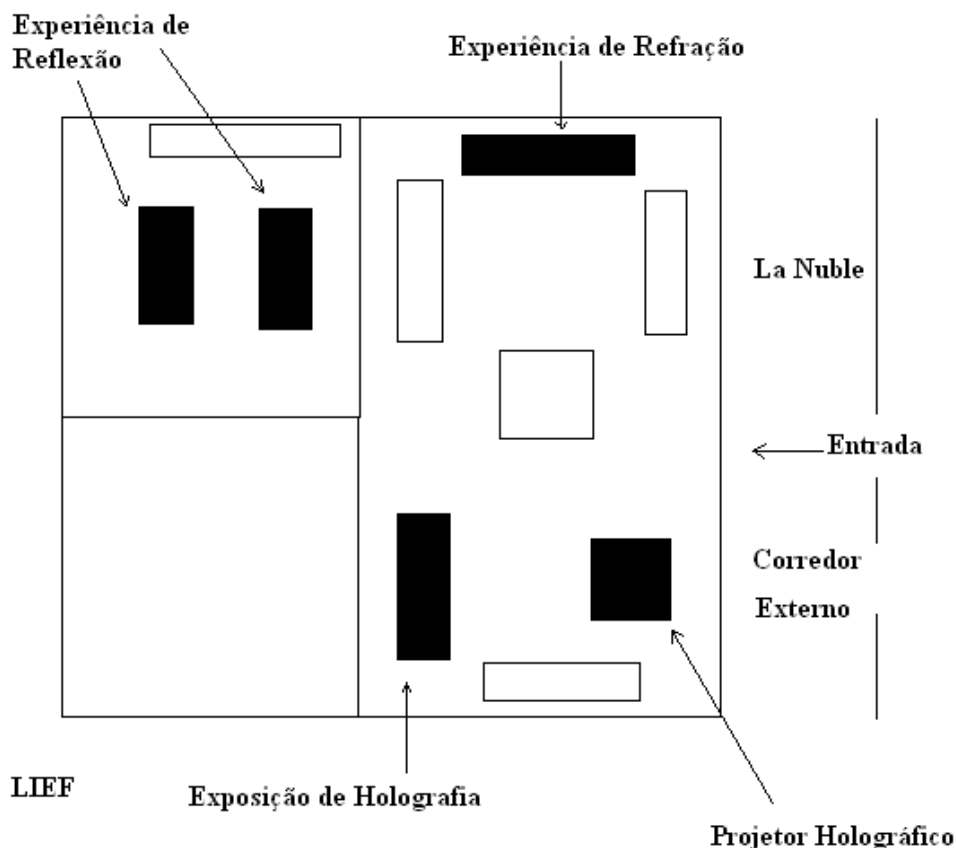 Experiência de
Reflexão
Experiência de Refração
La Nuble
Entrada
Corredor
Externo
LIEF
Exposição de Holografia
Projetor Holográfico